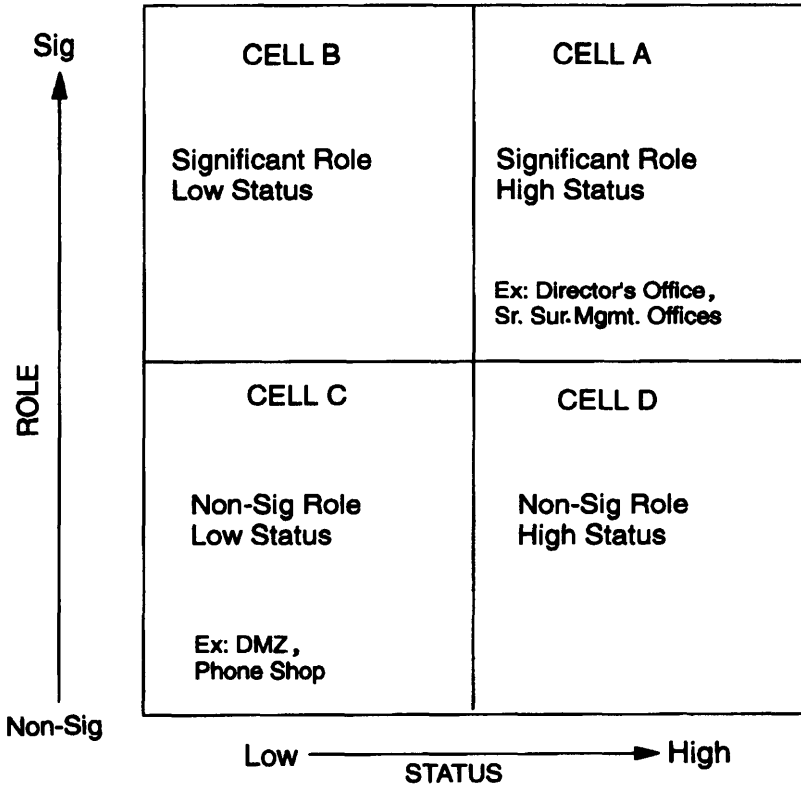 Sig
CELL B
Significant Role
Low Status
CELL A
Significant Role
High Status
Ex: Director's Office,
Sr. Sur. Mgmt. Offices
ROLE
CELL C
Non-Sig Role
Low Status
Ex: DMZ,
Phone Shop
CELL D
Non-Sig Role
High Status
Non-Sig
Low
High
STATUS